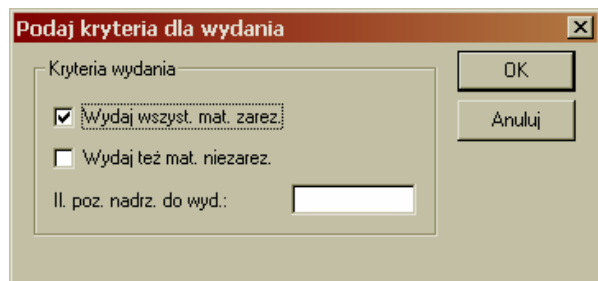 Podaj kryteria dla wydania
Kryteria wydania
Wydaj wszyst. mat. zarez.
Wydaj też mat. niezarez.
Il. poz. nadrz. do wyd.:
OK
Anuluj